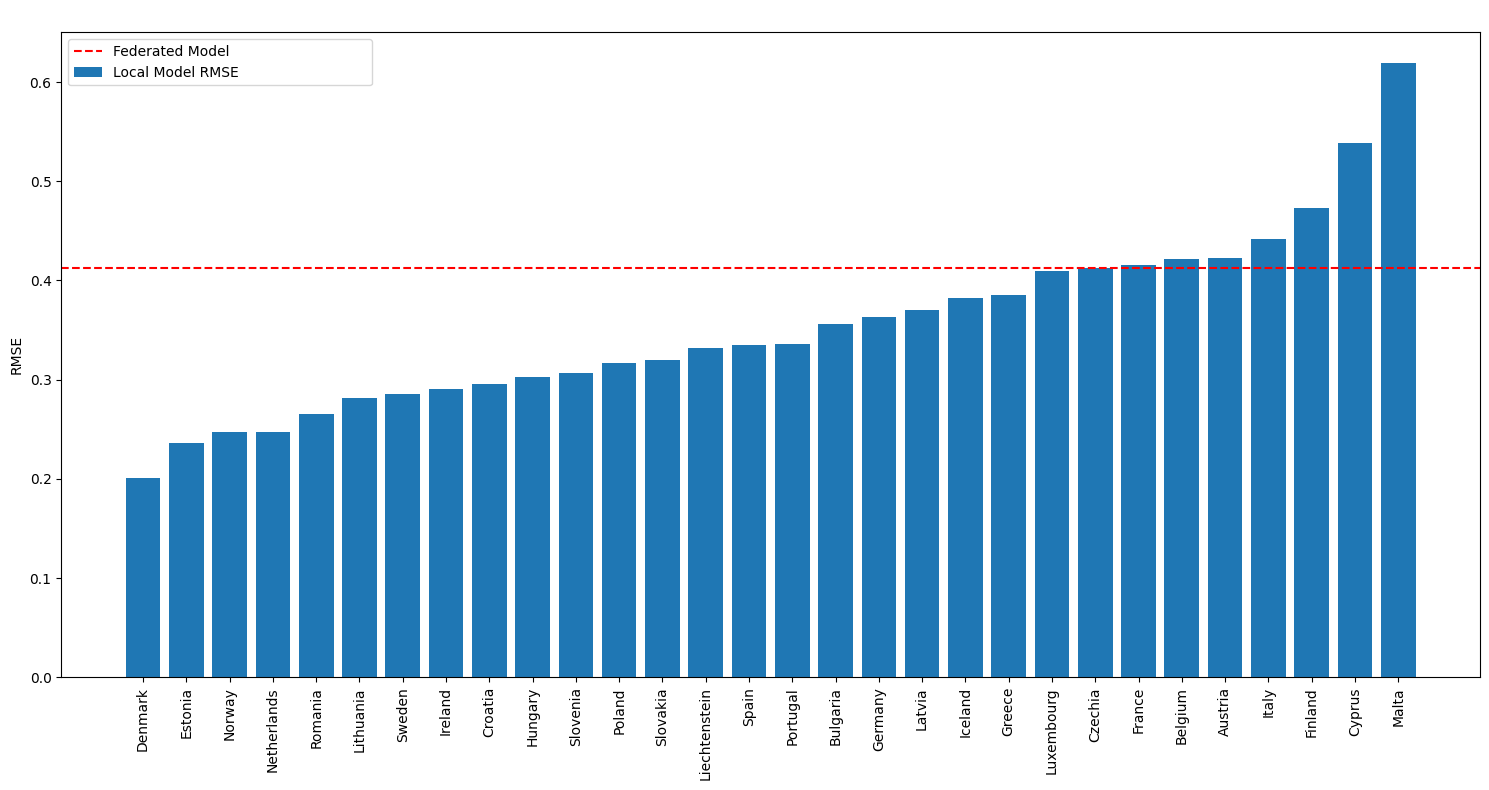 Federated Model
Local Model RMSE
RMSE
0.6
0.5
0.4
0.3
0.2
0.1
0.0
Denmark
Estonia
Norway
Netherlands
Romania
Lithuania
Sweden
Ireland
Croatia
Hungary
Slovenia
Poland
Slovakia
Liechtenstein
Spain
Portugal
Bulgaria
Germany
Latvia
Iceland
Greece
Luxembourg
Czechia
France
Belgium
Austria
Italy
Finland
Cyprus
Malta